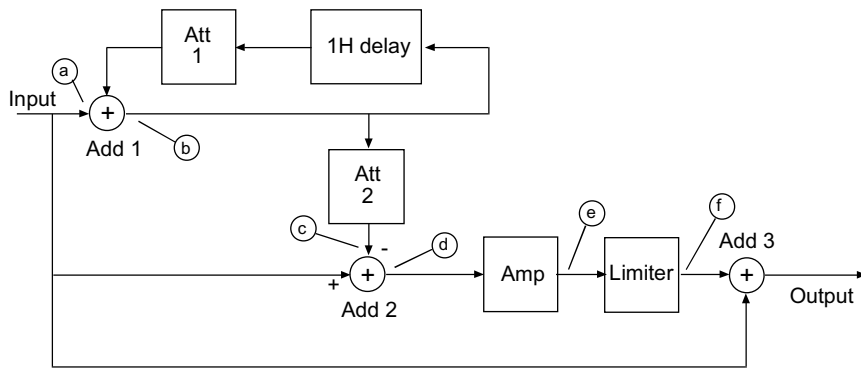 Att
1
1H delay
a
Input
+
Add 1
b
Att
2
c
-
d
+
+
Add 2
Amp
e
Limiter
f
Add 3
+
Output